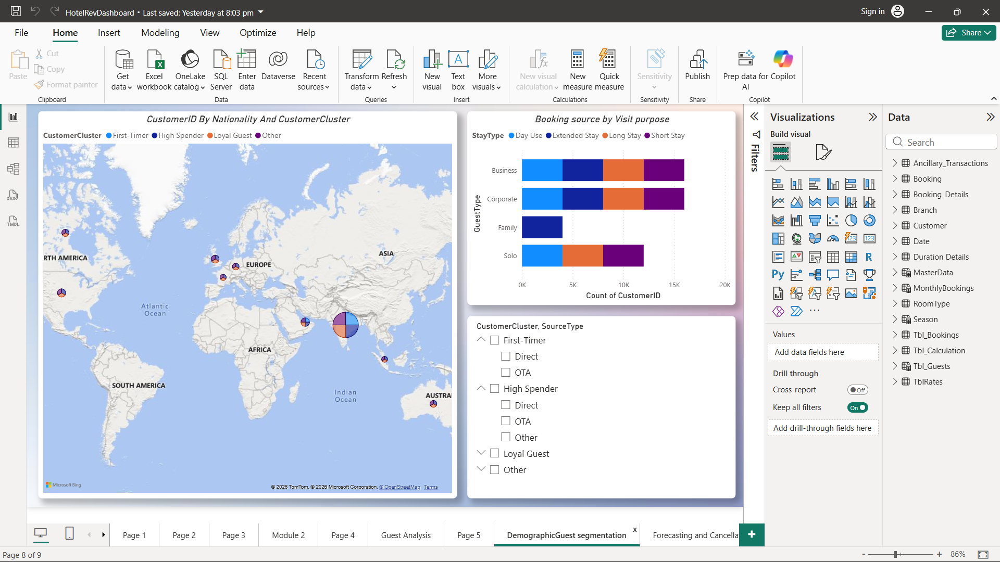 HotelRevDashboard • Last saved: Yesterday at 8:03 pm
Sign in
File
Home
Insert
Modeling
View
Optimize
Help
Share
Paste
Cut
Copy
Format painter
Clipboard
Get data
Excel workbook
OneLake catalog
SQL Server
Enter data
Dataverse
Recent sources
Data
Transform data
Refresh
Queries
New visual
Text box
More visuals
Insert
New visual calculation
New measure
Quick measure
Calculations
Sensitivity
Sensitivity
Publish
Share
Prep data for AI
Copilot
Copilot
CustomerID By Nationality And CustomerCluster
CustomerCluster First-Timer High Spender Loyal Guest Other
RTH AMERICA
EUROPE
ASIA
Atlantic
Ocean
AFRICA
SOUTH AMERICA
Indian
Ocean
AUSTRA
Microsoft Bing
© 2026 TomTom, © 2026 Microsoft Corporation, © OpenStreetMap Terms
Booking source by Visit purpose
StayType Day Use Extended Stay Long Stay Short Stay
GuestType
Business
Corporate
Family
Solo
0K 5K 10K 15K 20K
Count of CustomerID
CustomerCluster, SourceType
First-Timer
Direct
OTA
High Spender
Direct
OTA
Other
Loyal Guest
Other
Filters
Visualizations
Build visual
123
123
R
Py
Values
Add data fields here
Drill through
Cross-report Off
Keep all filters On
Add drill-through fields here
Data
Search
Ancillary_Transactions
Booking
Booking_Details
Branch
Customer
Date
Duration Details
MasterData
MonthlyBookings
RoomType
Season
Tbl_Bookings
Tbl_Calculation
Tbl_Guests
TblRates
DAX
TMDL
Page 1
Page 2
Page 3
Module 2
Page 4
Guest Analysis
Page 5
DemographicGuest segmentation x
Forecasting and Cancella
Page 8 of 9
- + 86%